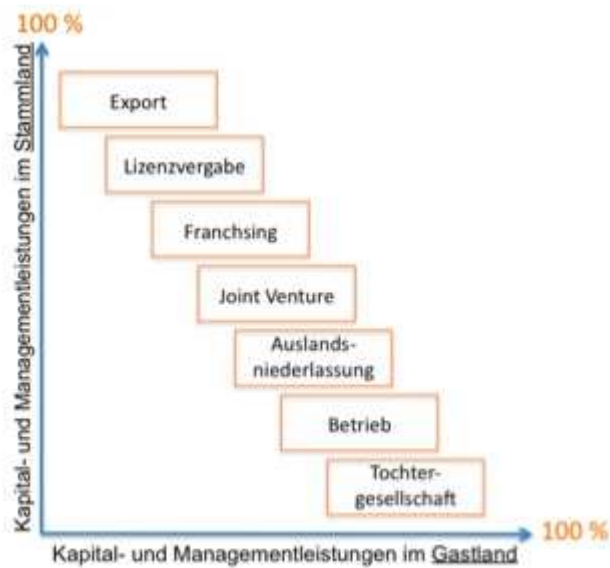 100 %
Kapital- und Managementleistungen im Stammland
Export
Lizenzvergabe
Franchsing
Joint Venture
Auslands-
niederlassung
Betrieb
Tochter-
gesellschaft
100 %
Kapital- und Managementleistungen im Gastland